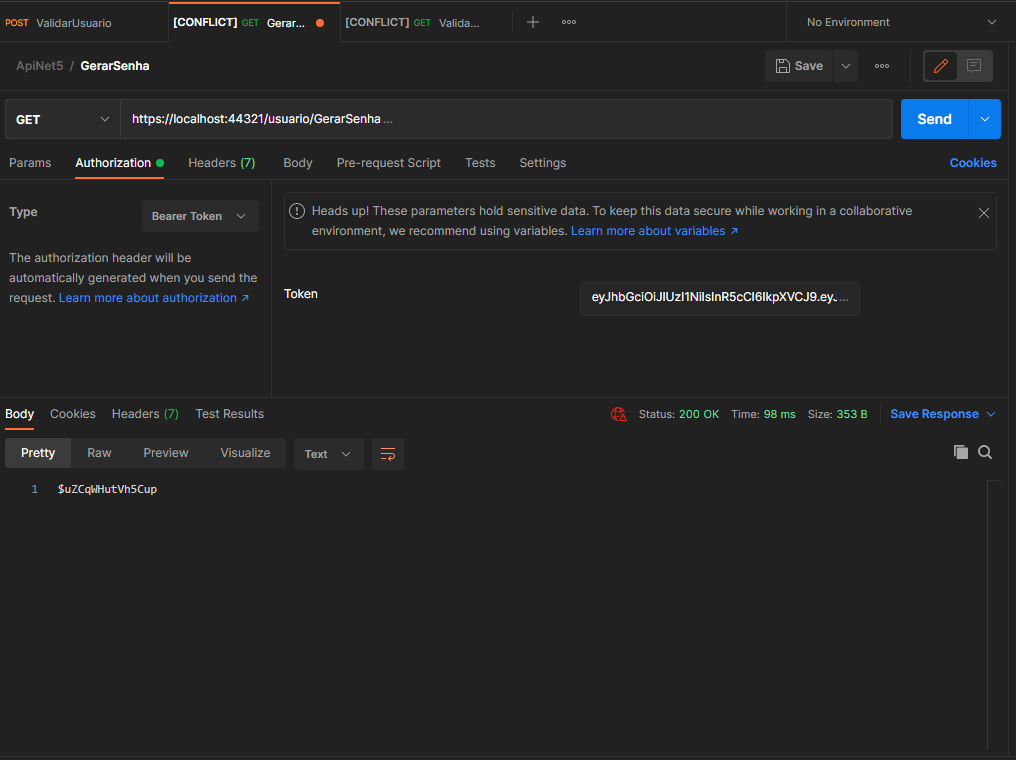 POST ValidarUsuario [CONFLICT] GET Gerar... [CONFLICT] GET Valida... No Environment
ApiNet5 / GerarSenha Save
GET https://localhost:44321/usuario/GerarSenha ... Send
Params Authorization Headers (7) Body Pre-request Script Tests Settings Cookies
Type Bearer Token
The authorization header will be
automatically generated when you send the
request. Learn more about authorization ↗
Heads up! These parameters hold sensitive data. To keep this data secure while working in a collaborative
environment, we recommend using variables. Learn more about variables ↗
Token eyJhbGciOiJIUzI1NiIsInR5cCI6IkpXVCJ9.eyJ...
Body Cookies Headers (7) Test Results Status: 200 OK Time: 98 ms Size: 353 B Save Response
Pretty Raw Preview Visualize Text
1 $uZCqWHutVh5Cup